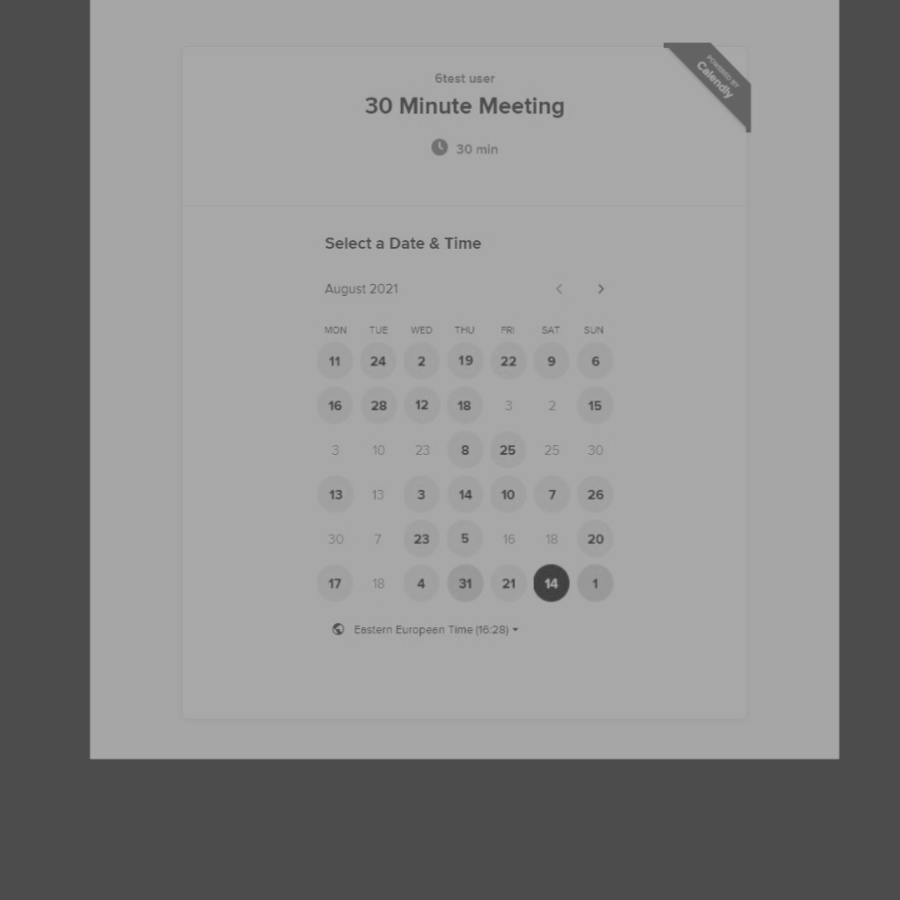 POWERED BY
Calendly
6test user
30 Minute Meeting
30 min
Select a Date & Time
August 2021
MON TUE WED THU FRI SAT SUN
11 24 2 19 22 9 6
16 28 12 18 3 2 15
3 10 23 8 25 25 30
13 13 3 14 10 7 26
30 7 23 5 16 18 20
17 18 4 31 21 14 1
Eastern European Time (16:28)